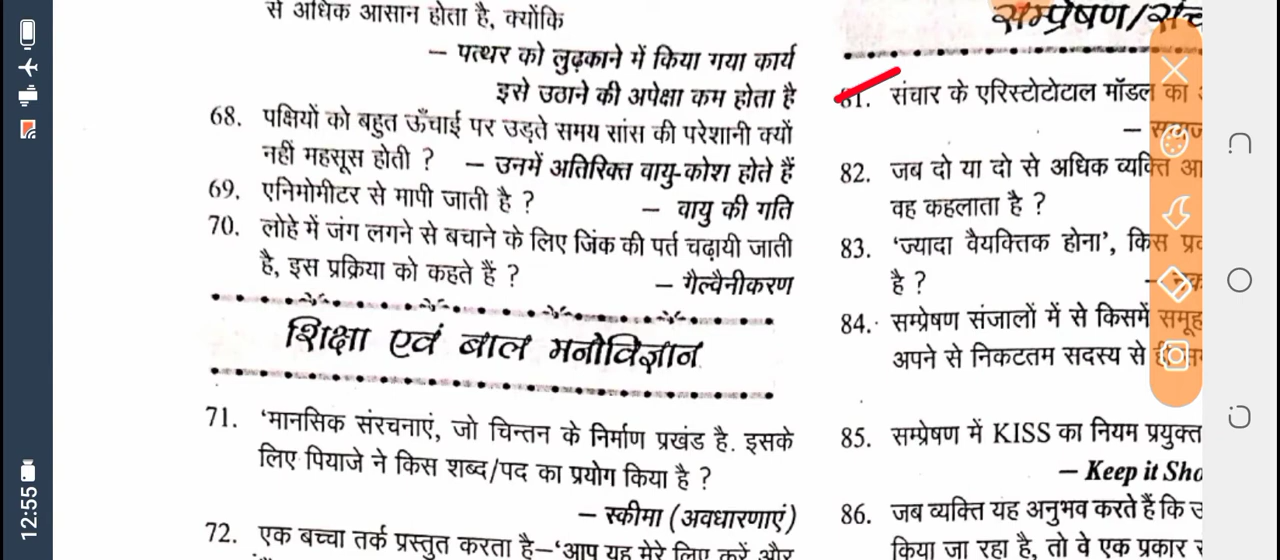 12:55
से अधिक आसान होता है, क्योंकि
– पत्थर को लुढ़काने में किया गया कार्य
इसे उठाने की अपेक्षा कम होता है
68. पक्षियों को बहुत ऊँचाई पर उड़ते समय सांस की परेशानी क्यों
नहीं महसूस होती ? – उनमें अतिरिक्त वायु-कोश होते हैं
69. एनिमोमीटर से मापी जाती है ? – वायु की गति
70. लोहे में जंग लगने से बचाने के लिए जिंक की पर्त चढ़ायी जाती
है, इस प्रक्रिया को कहते हैं ? – गैल्वैनीकरण
शिक्षा एवं बाल मनोविज्ञान
71. 'मानसिक संरचनाएं, जो चिन्तन के निर्माण प्रखंड है. इसके
लिए पियाजे ने किस शब्द/पद का प्रयोग किया है ?
– स्कीमा (अवधारणाएं)
72. एक बच्चा तर्क प्रस्तुत करता है–'आप यह मेरे लिए करें और
सम्प्रेषण/संच
81. संचार के एरिस्टोटोटाल मॉडल का
82. जब दो या दो से अधिक व्यक्ति आ
वह कहलाता है ?
83. 'ज्यादा वैयक्तिक होना', किस प्र
है ?
84. सम्प्रेषण संजालों में से किसमें समूह
अपने से निकटतम सदस्य से ही
85. सम्प्रेषण में KISS का नियम प्रयुक्त
– Keep it Sho
86. जब व्यक्ति यह अनुभव करते हैं कि उ
किया जा रहा है, तो वे एक प्रकार